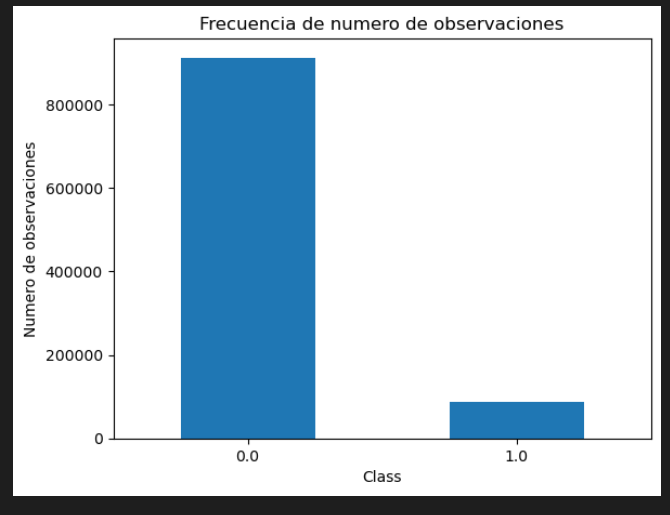 Frecuencia de numero de observaciones
Numero de observaciones
800000
600000
400000
200000
0
0.0
1.0
Class